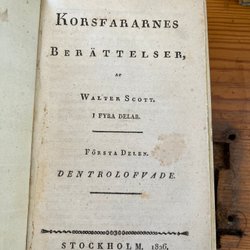 KORSFARARNES
BERÄTTELSER,
AF
WALTER SCOTT.
I FYRA DELAR.
FÖRSTA DELEN.
DEN TROLOFVADE.
STOCKHOLM, 1826,